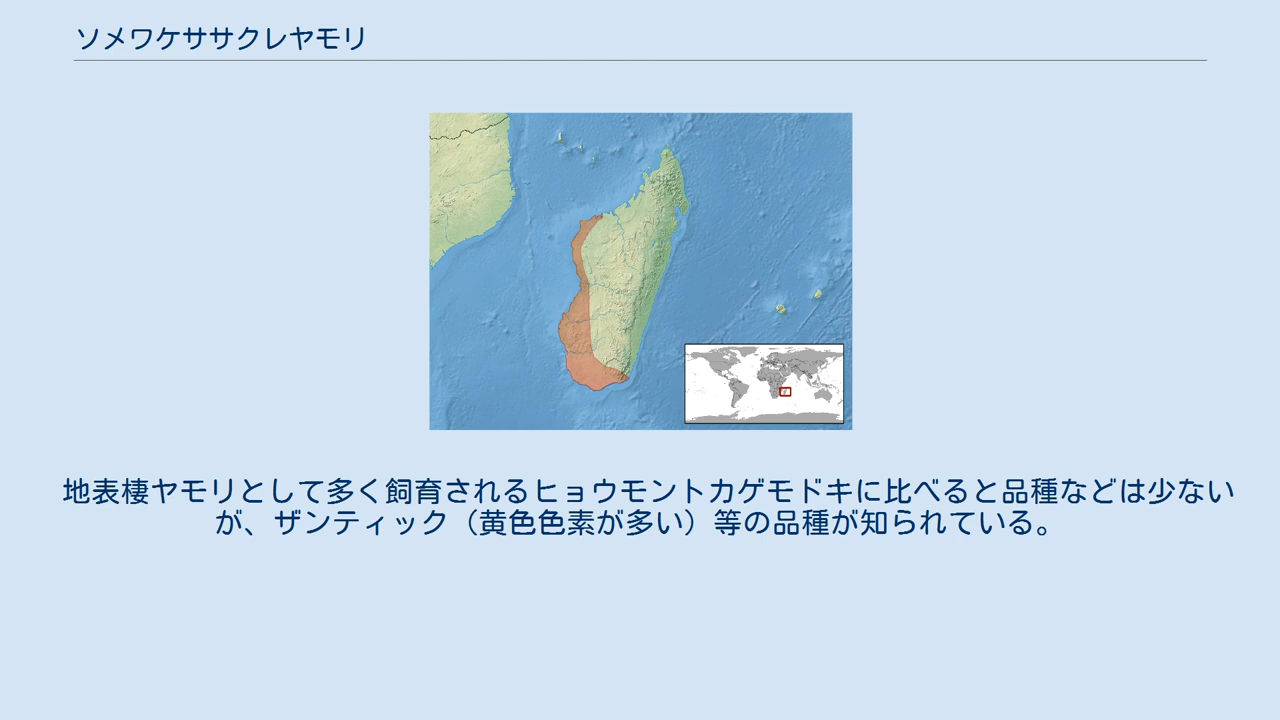 ソメワケササクレヤモリ
地表棲ヤモリとして多く飼育されるヒョウモントカゲモドキに比べると品種などは少ない
が、ザンティック（黄色色素が多い）等の品種が知られている。